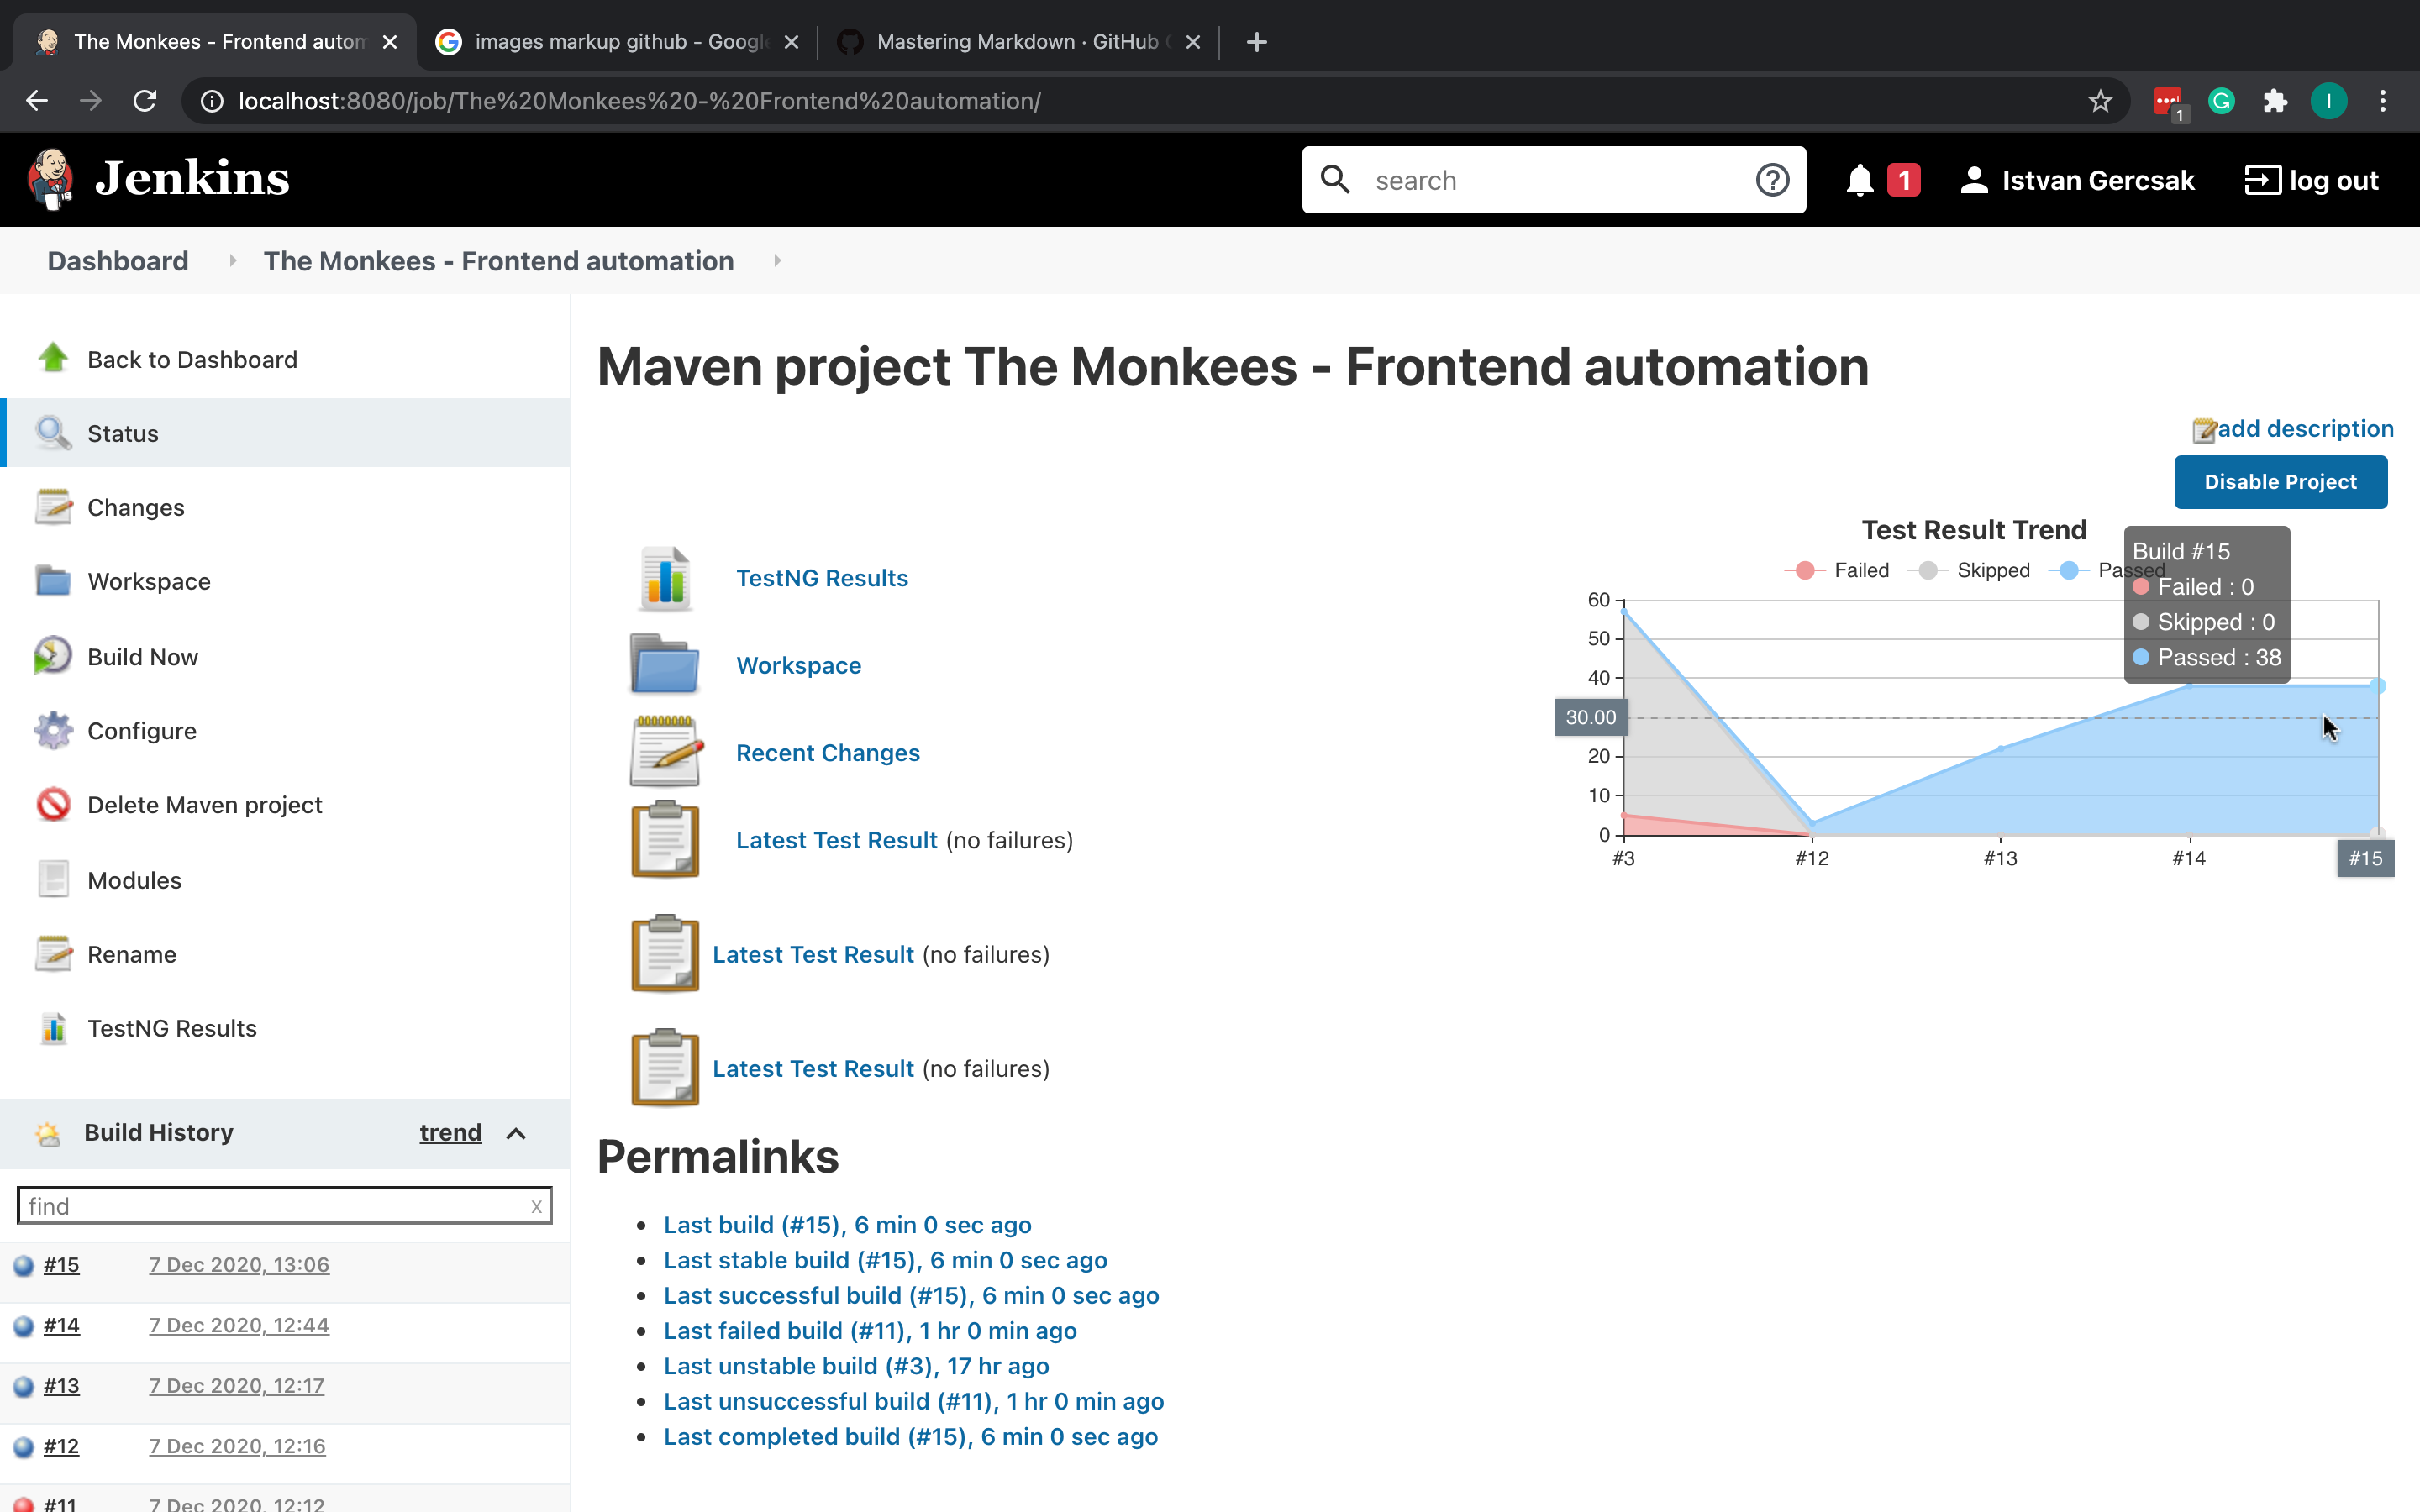 The Monkees - Frontend autom
images markup github - Google
Mastering Markdown · GitHub
localhost:8080/job/The%20Monkees%20-%20Frontend%20automation/
1
G
I
Jenkins
search
1
Istvan Gercsak
log out
Dashboard
The Monkees - Frontend automation
Back to Dashboard
Status
Changes
Workspace
Build Now
Configure
Delete Maven project
Modules
Rename
TestNG Results
Build History
trend
find
x
#15 7 Dec 2020, 13:06
#14 7 Dec 2020, 12:44
#13 7 Dec 2020, 12:17
#12 7 Dec 2020, 12:16
#11 7 Dec 2020, 12:12
Maven project The Monkees - Frontend automation
add description
Disable Project
TestNG Results
Workspace
Recent Changes
Latest Test Result (no failures)
Latest Test Result (no failures)
Latest Test Result (no failures)
Test Result Trend
Failed Skipped Passed
Build #15
Failed : 0
Skipped : 0
Passed : 38
60
50
40
30.00
20
10
0
#3 #12 #13 #14 #15
Permalinks
Last build (#15), 6 min 0 sec ago
Last stable build (#15), 6 min 0 sec ago
Last successful build (#15), 6 min 0 sec ago
Last failed build (#11), 1 hr 0 min ago
Last unstable build (#3), 17 hr ago
Last unsuccessful build (#11), 1 hr 0 min ago
Last completed build (#15), 6 min 0 sec ago